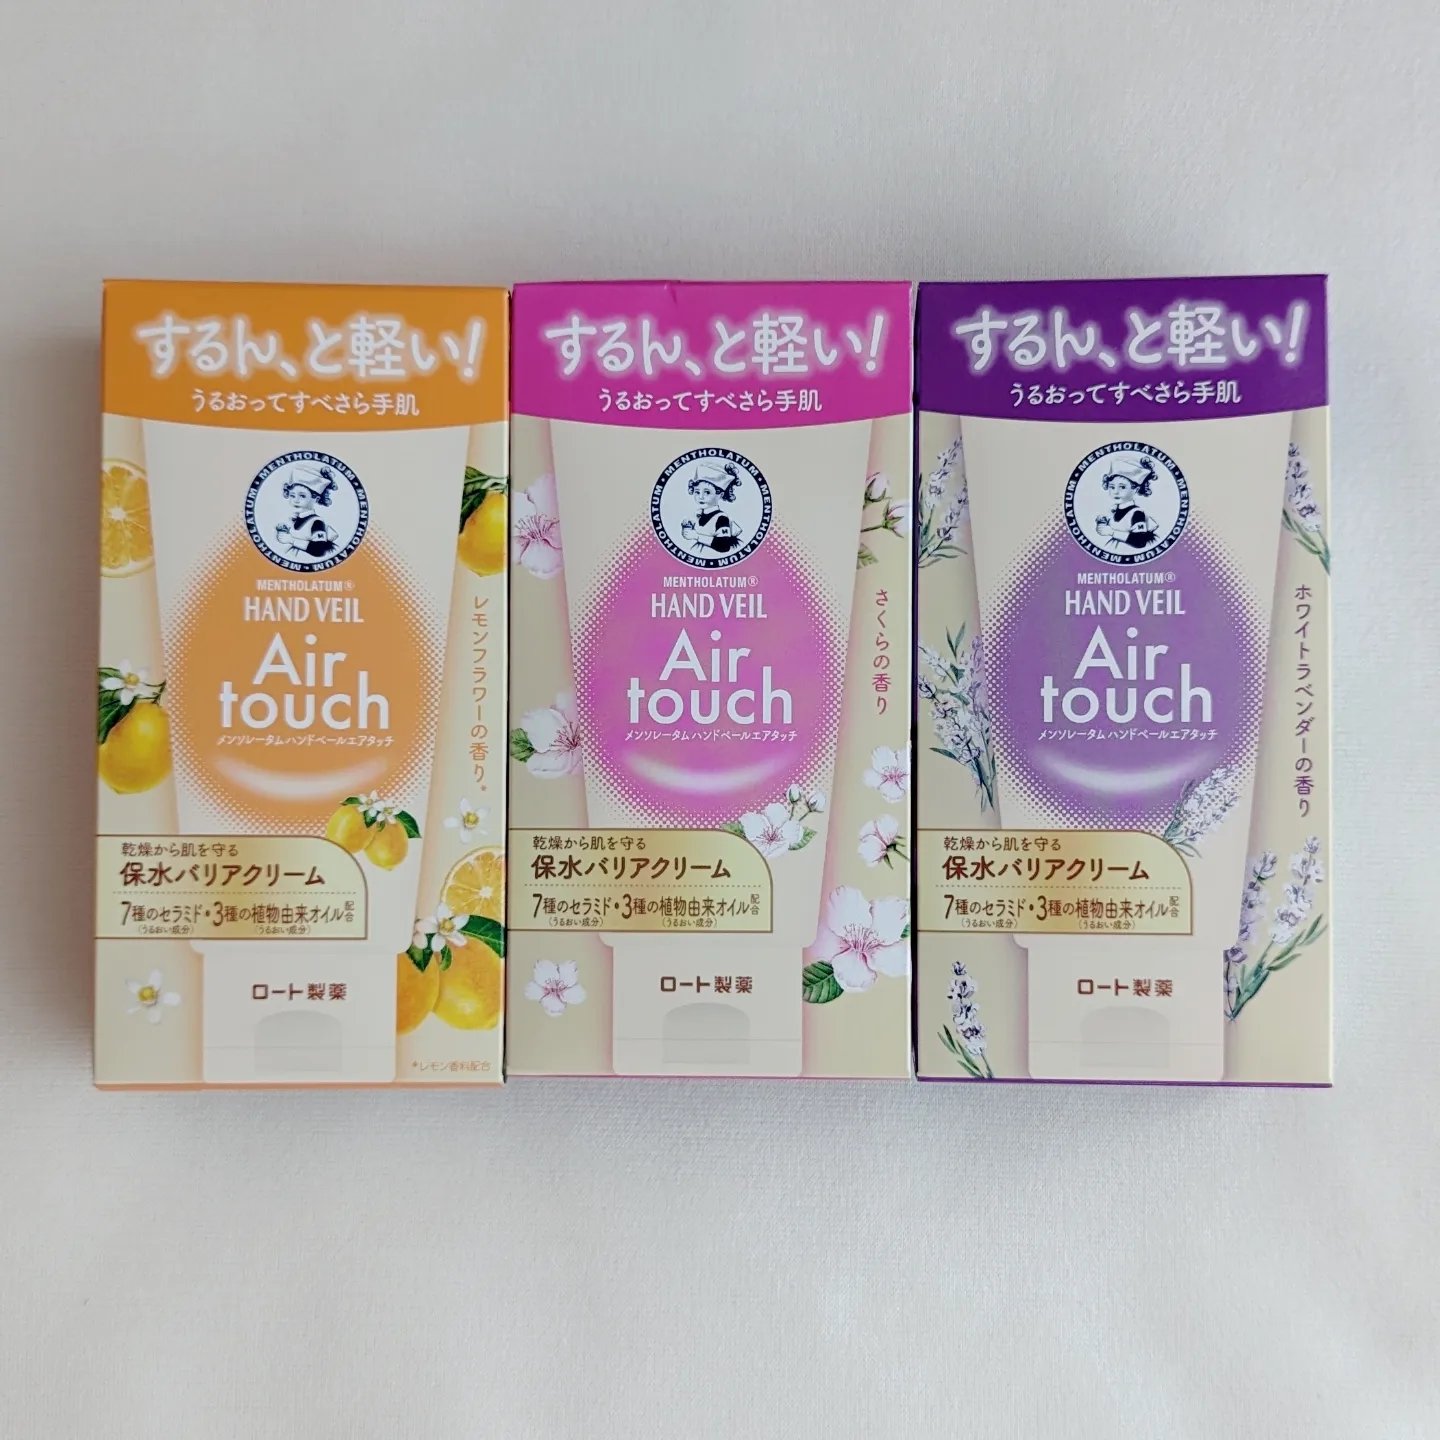 するん、と軽い!
うるおってすべさら手肌
MENTHOLATUM・MENTHOLATUM・MENTHOLATUM・
MENTHOLATUM®
HAND VEIL
Air
touch
メンソレータム ハンドベールエアタッチ
レモンフラワーの香り*
乾燥から肌を守る
保水バリアクリーム
7種のセラミド・3種の植物由来オイル配合
(うるおい成分) (うるおい成分)
ロート製薬
*レモン香料配合
するん、と軽い!
うるおってすべさら手肌
MENTHOLATUM・MENTHOLATUM・MENTHOLATUM・
MENTHOLATUM®
HAND VEIL
Air
touch
メンソレータム ハンドベールエアタッチ
さくらの香り
乾燥から肌を守る
保水バリアクリーム
7種のセラミド・3種の植物由来オイル配合
(うるおい成分) (うるおい成分)
ロート製薬
するん、と軽い!
うるおってすべさら手肌
MENTHOLATUM・MENTHOLATUM・MENTHOLATUM・
MENTHOLATUM®
HAND VEIL
Air
touch
メンソレータム ハンドベールエアタッチ
ホワイトラベンダーの香り
乾燥から肌を守る
保水バリアクリーム
7種のセラミド・3種の植物由来オイル配合
(うるおい成分) (うるおい成分)
ロート製薬